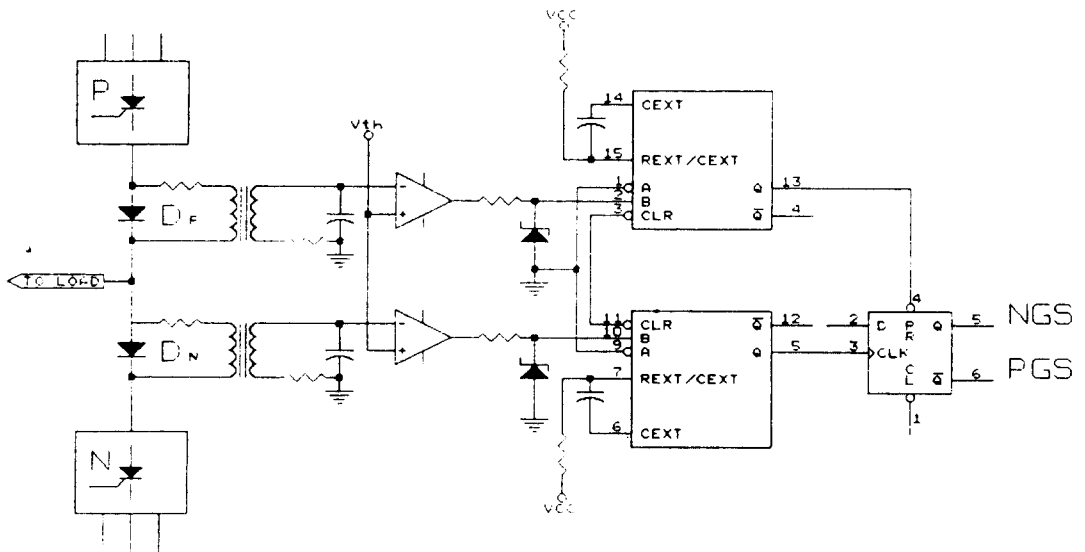 VCC
P
14 CEXT
Vth
15 REXT/CEXT
1 A
Q 13
2 B
D F
3 CLR
Q 4
- +
TO LOAD
4
11 CLR
Q 12
2 D PR Q 5 NGS
10 B
- +
D N
9 A
Q 5
3 CLK
7 REXT/CEXT
CL Q 6 PGS
6 CEXT
1
N
VCC